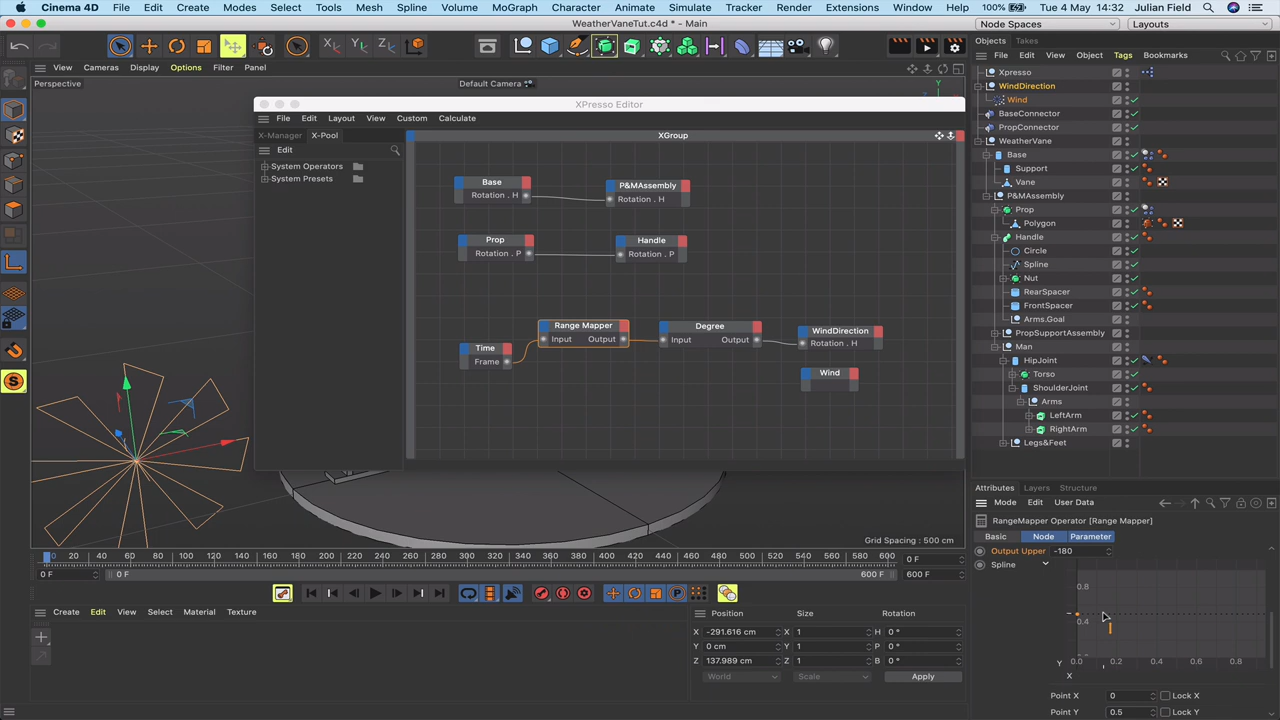 Cinema 4D File Edit Create Modes Select Tools Mesh Spline Volume MoGraph Character Animate Simulate Tracker Render Extensions Window Help 100% Tue 4 May 14:32 Julian Field
WeatherVaneTut.c4d * - Main
Node Spaces Layouts
Objects Takes
File Edit View Objects Tags Bookmarks
View Cameras Display Options Filter Panel
Perspective Default Camera Y
XPresso Editor
File Edit Layout View Custom Calculate
X-Manager X-Pool XGroup
Edit
System Operators
System Presets
Base
Rotation . H
P&MAssembly
Rotation . H
Prop
Rotation . P
Handle
Rotation . P
Range Mapper
Input Output
Degree
Input Output
WindDirection
Rotation . H
Time
Frame
Wind
Xpresso
WindDirection
Wind
BaseConnector
PropConnector
WeatherVane
Base
Support
Vane
P&MAssembly
Prop
Polygon
Handle
Circle
Spline
Nut
RearSpacer
FrontSpacer
Arms.Goal
PropSupportAssembly
Man
HipJoint
Torso
ShoulderJoint
Arms
LeftArm
RightArm
Legs&Feet
Grid Spacing : 500 cm
0 20 40 60 80 100 120 140 160 180 200 220 240 260 280 300 320 340 360 380 400 420 440 460 480 500 520 540 560 580 600 0 F
0 F 0 F 600 F 600 F
Create Edit View Select Material Texture
Position Size Rotation
X -291.616 cm X 1 H 0 °
Y 0 cm Y 1 P 0 °
Z 137.989 cm Z 1 B 0 °
World Scale Apply
Attributes Layers Structure
Mode Edit User Data
RangeMapper Operator [Range Mapper]
Basic Node Parameter
Output Upper -180
Spline
0.8
0.4
Y 0.0 0.2 0.4 0.6 0.8
X
Point X 0 Lock X
Point Y 0.5 Lock Y